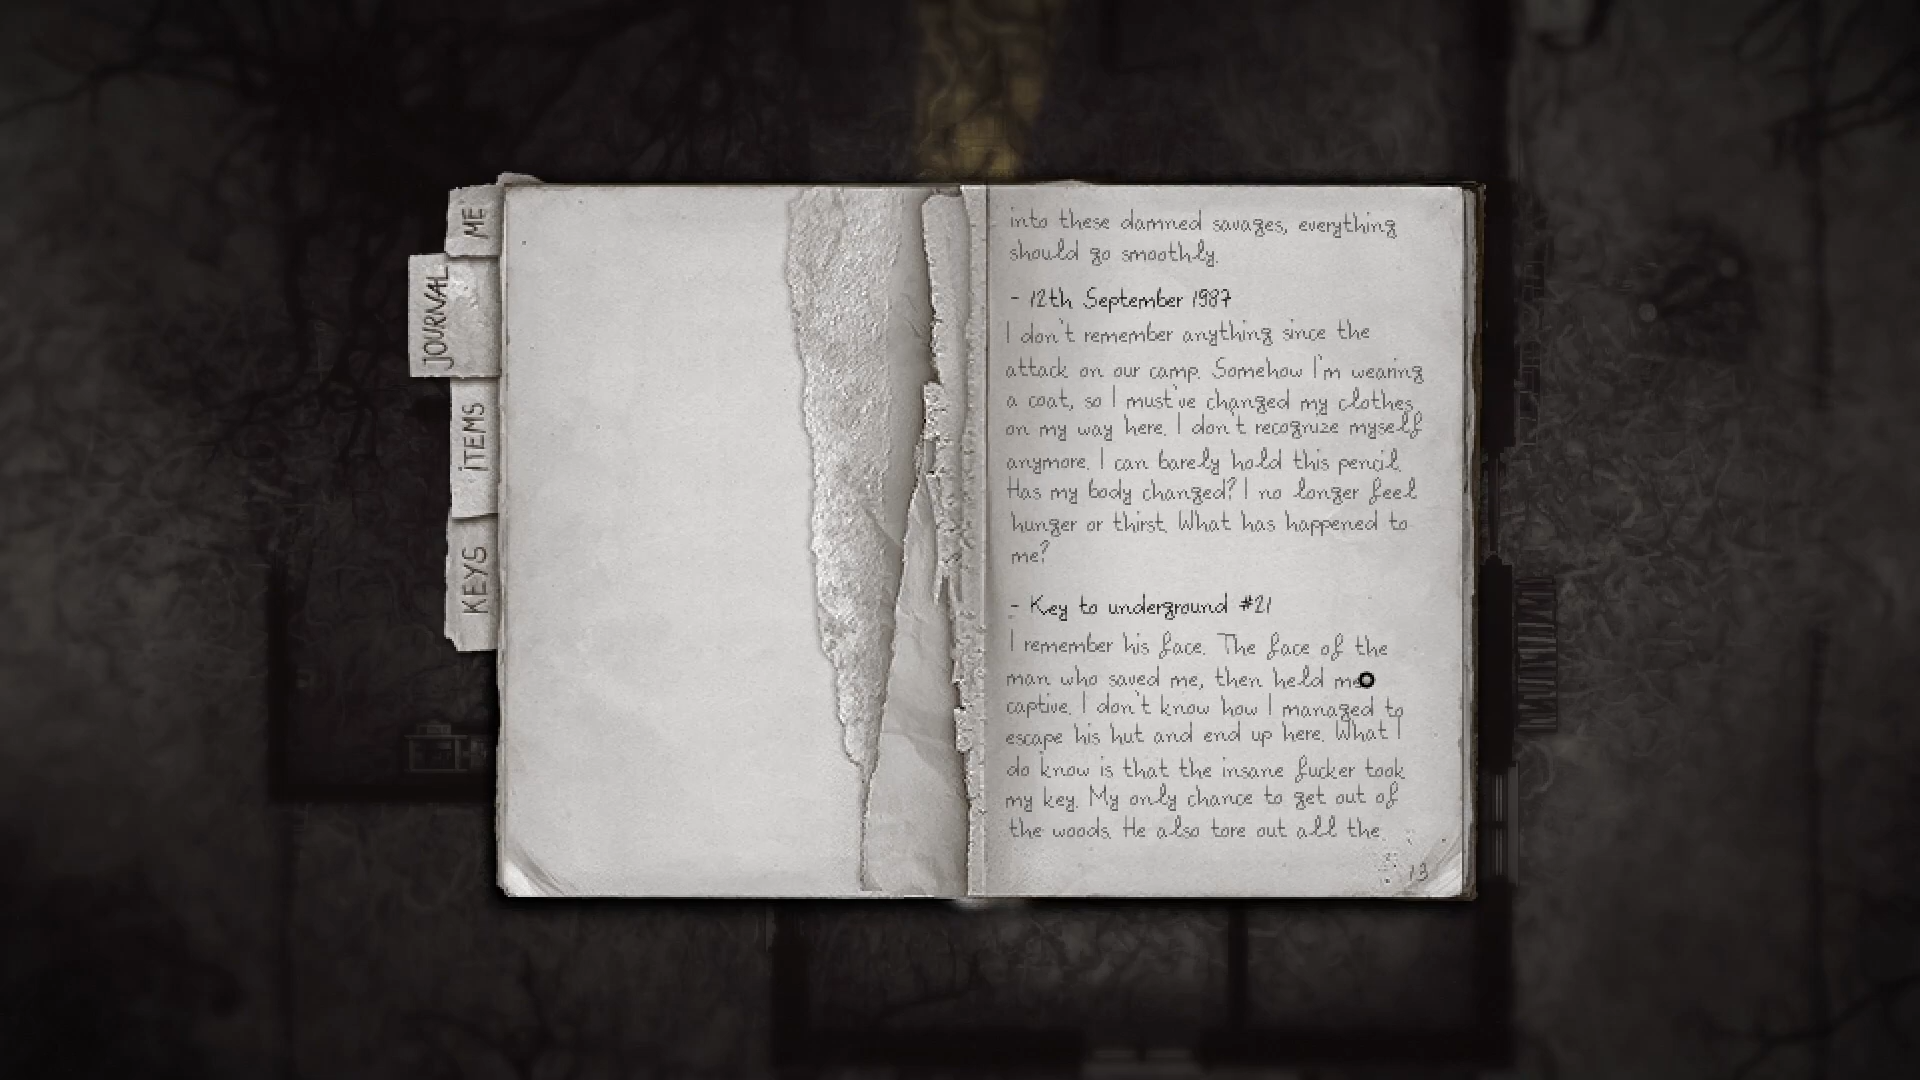 ME
JOURNAL
ITEMS
KEYS
into these damned savages, everything
should go smoothly.
- 12th September 1987
I don't remember anything since the
attack on our camp. Somehow I'm wearing
a coat, so I must've changed my clothes
on my way here. I don't recognize myself
anymore. I can barely hold this pencil.
Has my body changed? I no longer feel
hunger or thirst. What has happened to
me?
- Key to underground #21
I remember his face. The face of the
man who saved me, then held me
captive. I don't know how I managed to
escape his hut and end up here. What I
do know is that the insane fucker took
my key. My only chance to get out of
the woods. He also tore out all the
13